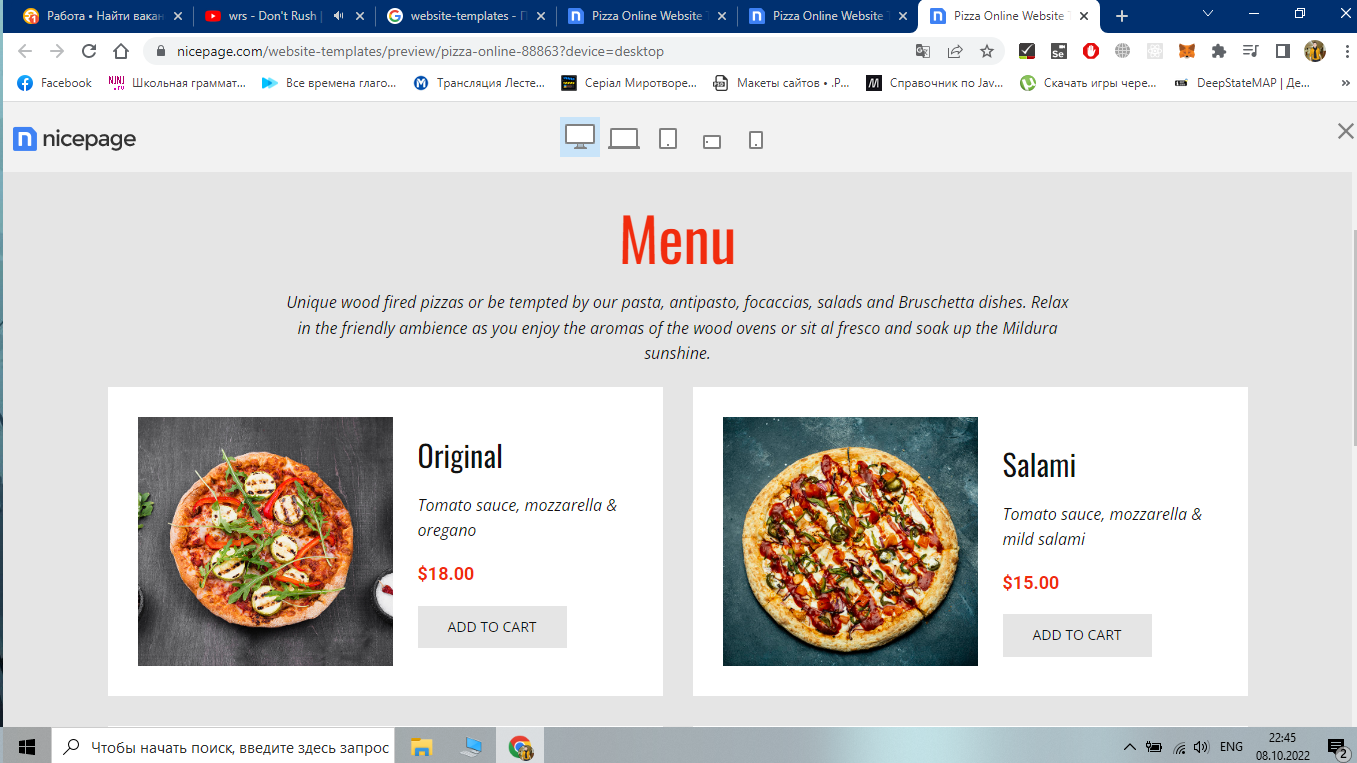 Работа • Найти вакан
wrs - Don't Rush |
website-templates - П
Pizza Online Website T
Pizza Online Website T
Pizza Online Website T
nicepage.com/website-templates/preview/pizza-online-88863?device=desktop
Facebook
Школьная граммат...
Все времена глаго...
Трансляция Лесте...
Серіал Миротворе...
Макеты сайтов • .P...
Справочник по Jav...
Скачать игры чере...
DeepStateMAP | Де...
nicepage
Menu
Unique wood fired pizzas or be tempted by our pasta, antipasto, focaccias, salads and Bruschetta dishes. Relax
in the friendly ambience as you enjoy the aromas of the wood ovens or sit al fresco and soak up the Mildura
sunshine.
Original
Tomato sauce, mozzarella &
oregano
$18.00
ADD TO CART
Salami
Tomato sauce, mozzarella &
mild salami
$15.00
ADD TO CART
Чтобы начать поиск, введите здесь запрос
ENG
22:45
08.10.2022
2